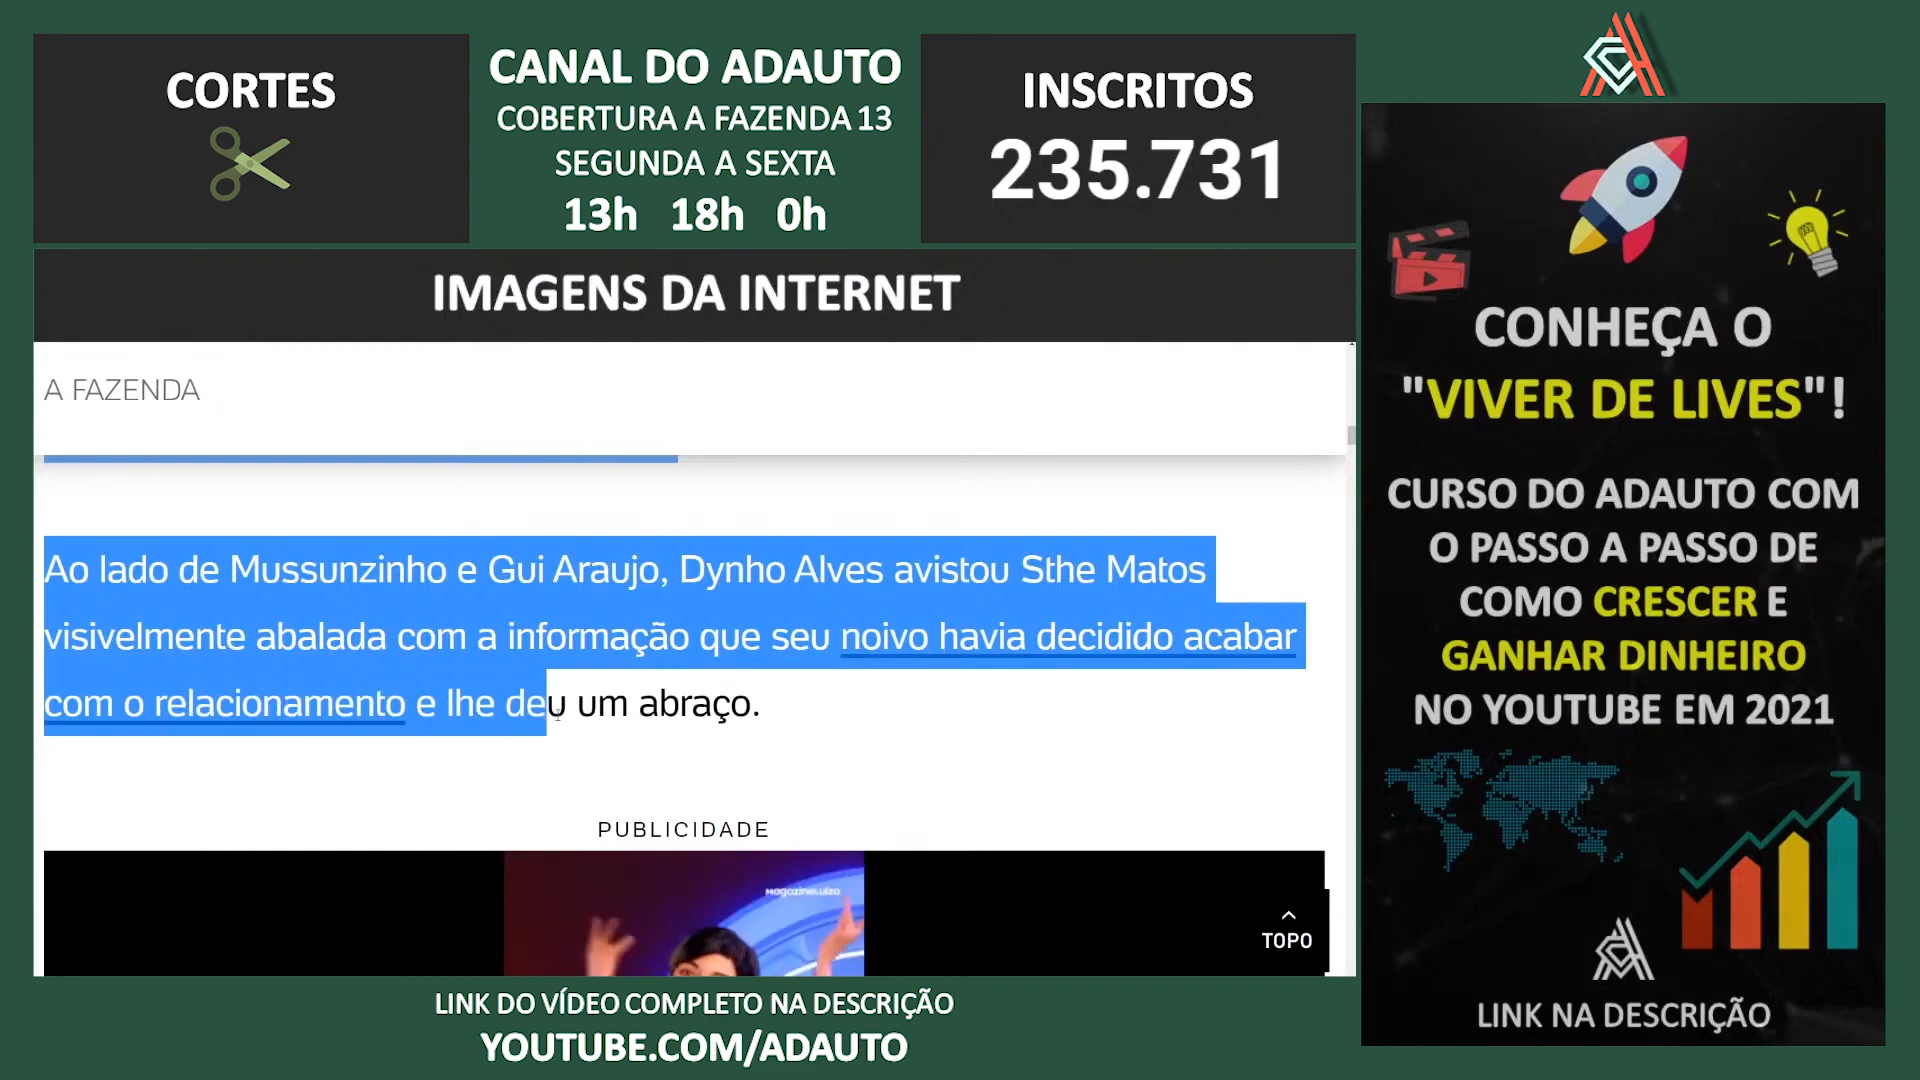 CORTES
CANAL DO ADAUTO
COBERTURA A FAZENDA 13
SEGUNDA A SEXTA
13h 18h 0h
INSCRITOS
235.731
IMAGENS DA INTERNET
A FAZENDA
Ao lado de Mussunzinho e Gui Araujo, Dynho Alves avistou Sthe Matos
visivelmente abalada com a informação que seu noivo havia decidido acabar
com o relacionamento e lhe deu um abraço.
PUBLICIDADE
magazineluiza
TOPO
LINK DO VÍDEO COMPLETO NA DESCRIÇÃO
YOUTUBE.COM/ADAUTO
CONHEÇA O
"VIVER DE LIVES"!
CURSO DO ADAUTO COM
O PASSO A PASSO DE
COMO CRESCER E
GANHAR DINHEIRO
NO YOUTUBE EM 2021
LINK NA DESCRIÇÃO